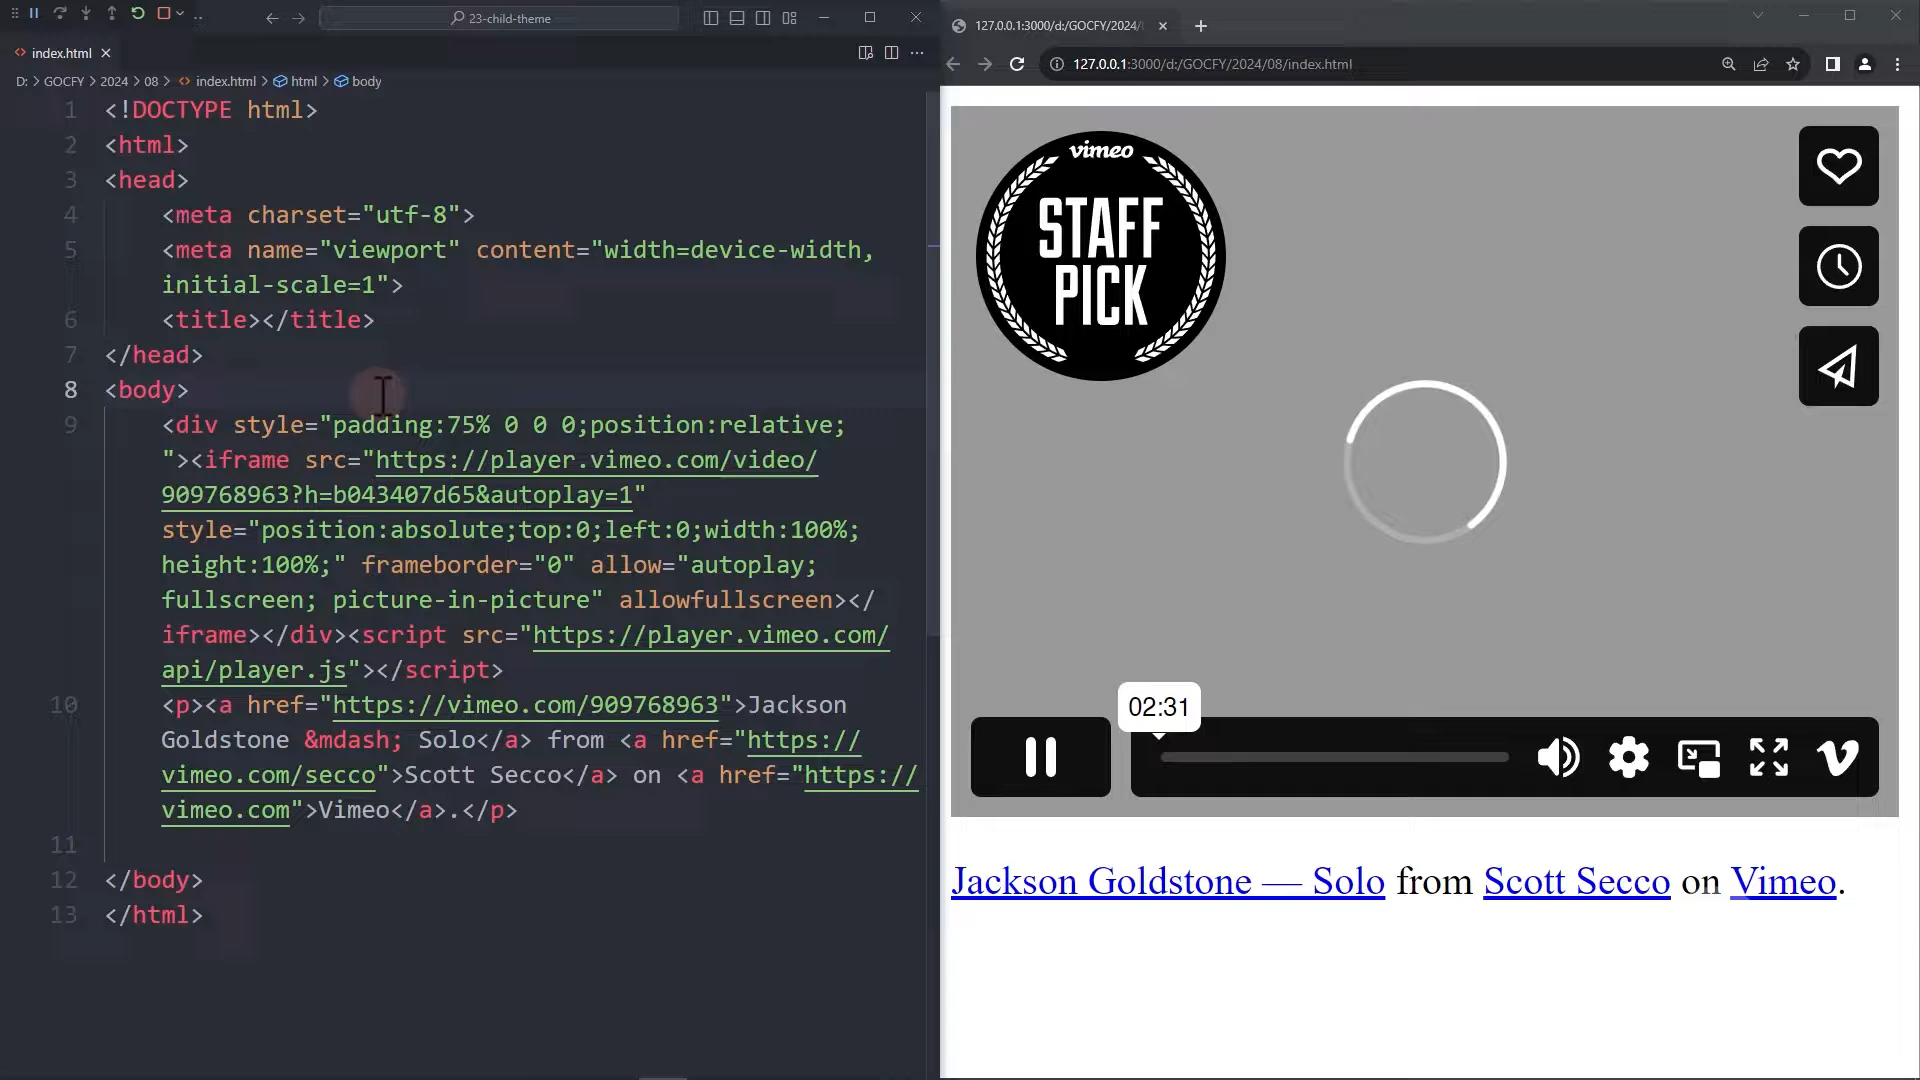 23-child-theme
index.html
D: > GOCFY > 2024 > 08 > index.html > html > body
1 <!DOCTYPE html>
2 <html>
3 <head>
4 <meta charset="utf-8">
5 <meta name="viewport" content="width=device-width,
initial-scale=1">
6 <title></title>
7 </head>
8 <body>
9 <div style="padding:75% 0 0 0;position:relative;
"><iframe src="https://player.vimeo.com/video/
909768963?h=b043407d65&autoplay=1"
style="position:absolute;top:0;left:0;width:100%;
height:100%;" frameborder="0" allow="autoplay;
fullscreen; picture-in-picture" allowfullscreen></
iframe></div><script src="https://player.vimeo.com/
api/player.js"></script>
10 <p><a href="https://vimeo.com/909768963">Jackson
Goldstone &mdash; Solo</a> from <a href="https://
vimeo.com/secco">Scott Secco</a> on <a href="https://
vimeo.com">Vimeo</a>.</p>
11
12 </body>
13 </html>
127.0.0.1:3000/d:/GOCFY/2024/
127.0.0.1:3000/d:/GOCFY/2024/08/index.html
vimeo
STAFF
PICK
02:31
Jackson Goldstone — Solo from Scott Secco on Vimeo.